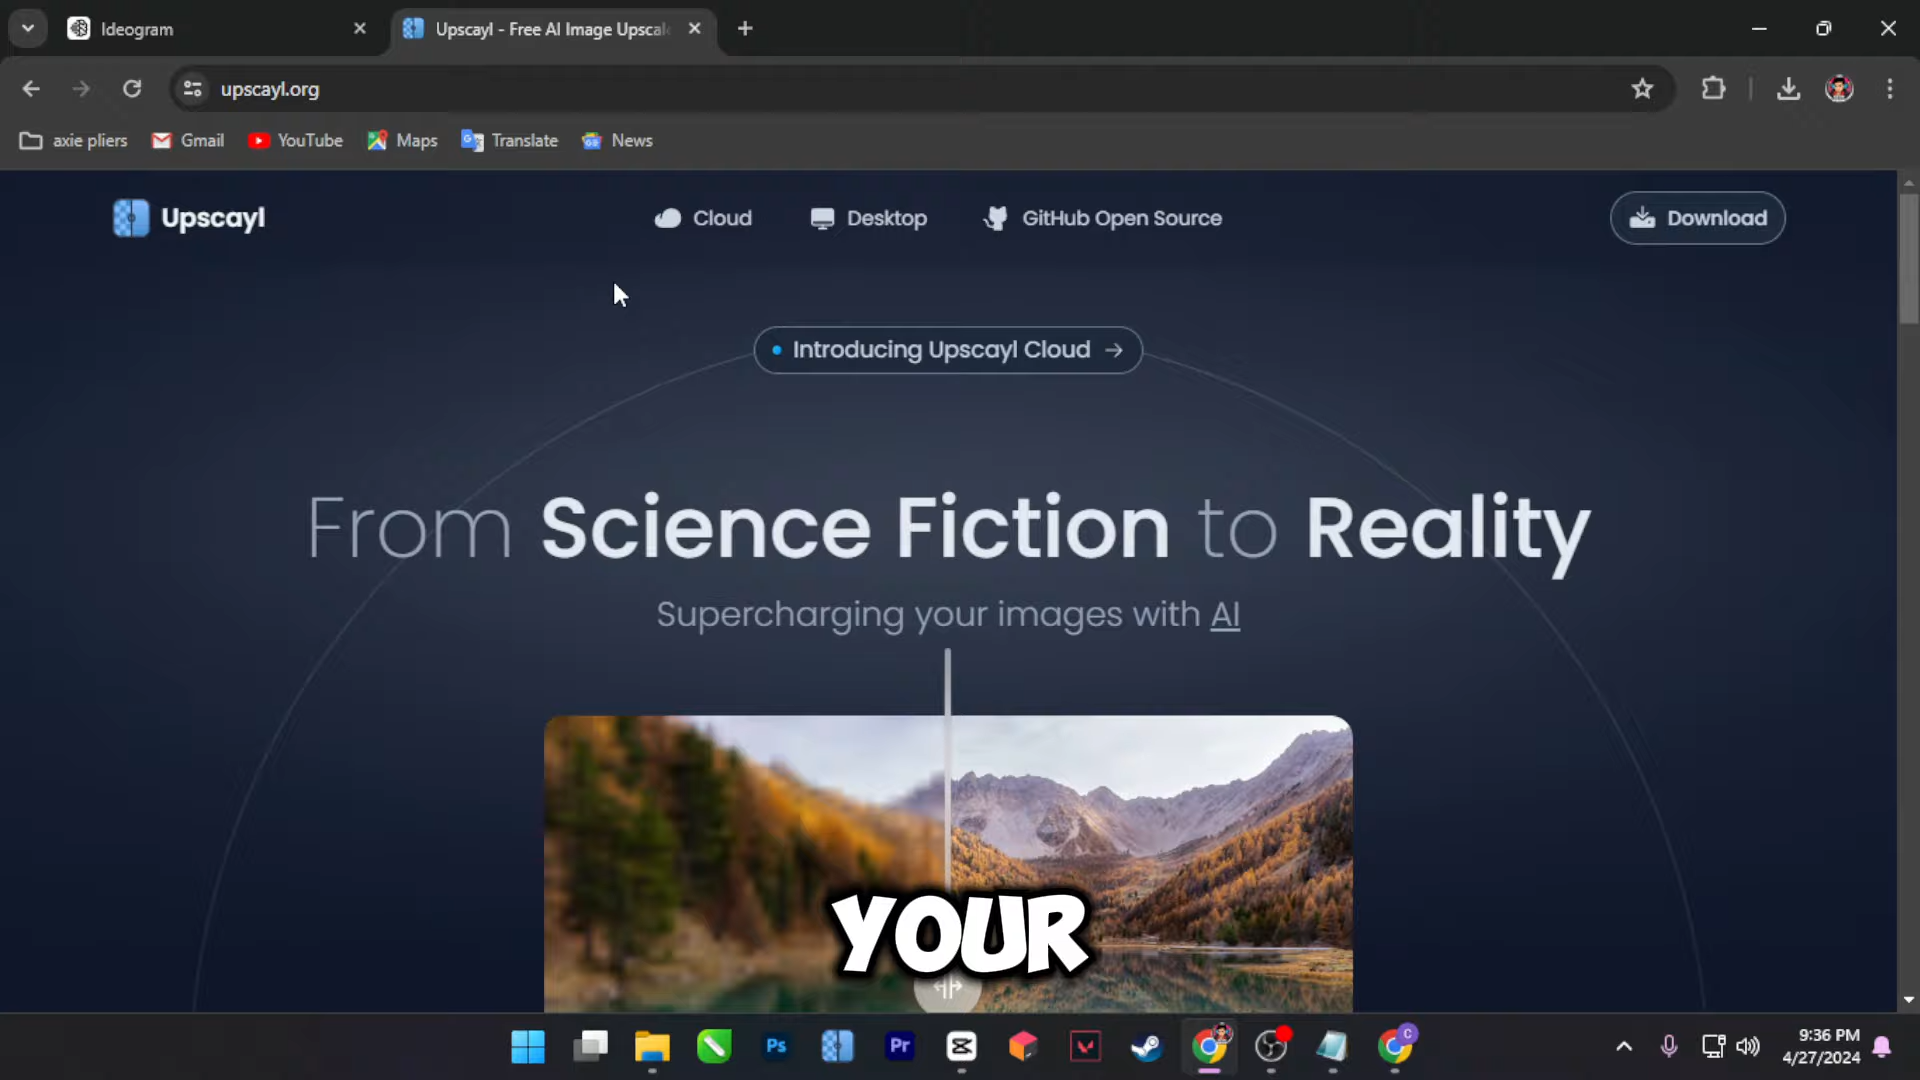 Ideogram
Upscayl - Free AI Image Upscal
upscayl.org
axie pliers
Gmail
YouTube
Maps
Translate
News
Upscayl
Cloud
Desktop
GitHub Open Source
Download
Introducing Upscayl Cloud →
From Science Fiction to Reality
Supercharging your images with AI
YOUR
Ps
Pr
C
9:36 PM
4/27/2024